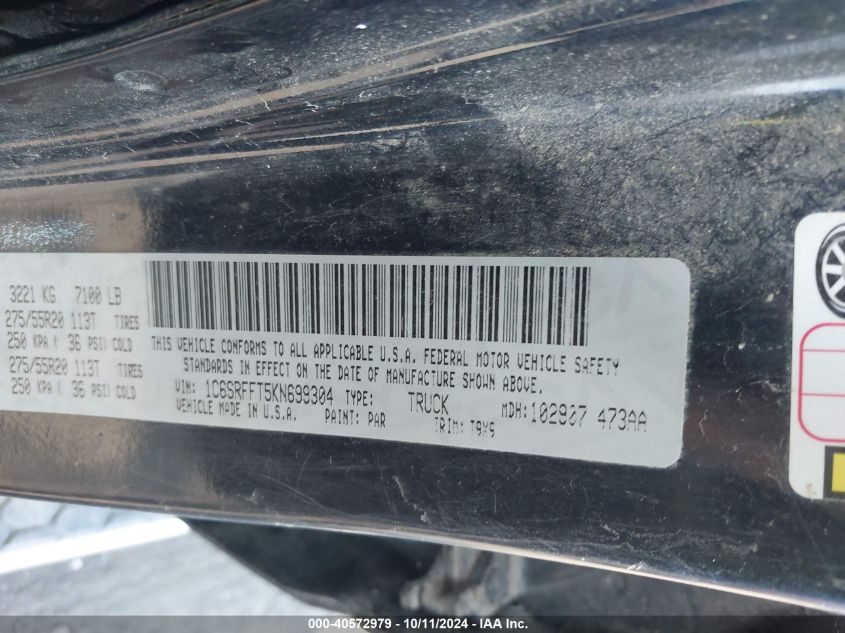 3221 KG 7100 LB
275/55R20 113T TIRES
250 KPA ( 36 PSI) COLD
275/55R20 113T TIRES
250 KPA ( 36 PSI) COLD
THIS VEHICLE CONFORMS TO ALL APPLICABLE U.S.A. FEDERAL MOTOR VEHICLE SAFETY
STANDARDS IN EFFECT ON THE DATE OF MANUFACTURE SHOWN ABOVE.
VIN: 1C6SRFFT5KN699304 TYPE: TRUCK MDH:102907 473AA
VEHICLE MADE IN U.S.A. PAINT: PAR TRIM: T9X9
000-40572979 - 10/11/2024 - IAA Inc.